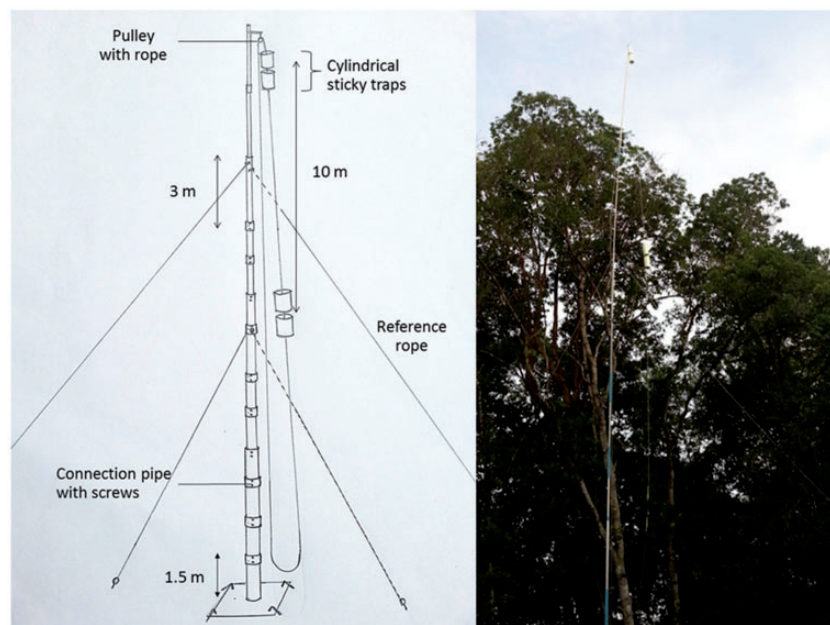 Pulley
with rope
Cylindrical
sticky traps
10 m
3 m
Reference
rope
Connection pipe
with screws
1.5 m